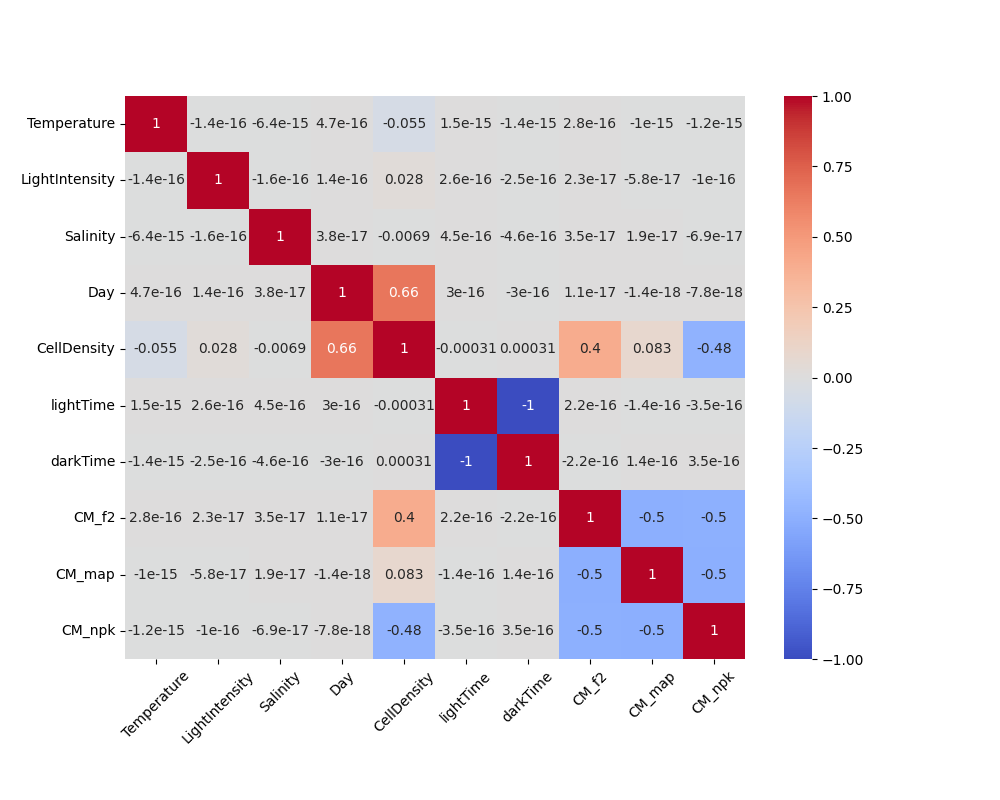 Temperature 1 -1.4e-16 -6.4e-15 4.7e-16 -0.055 1.5e-15 -1.4e-15 2.8e-16 -1e-15 -1.2e-15
LightIntensity -1.4e-16 1 -1.6e-16 1.4e-16 0.028 2.6e-16 -2.5e-16 2.3e-17 -5.8e-17 -1e-16
Salinity -6.4e-15 -1.6e-16 1 3.8e-17 -0.0069 4.5e-16 -4.6e-16 3.5e-17 1.9e-17 -6.9e-17
Day 4.7e-16 1.4e-16 3.8e-17 1 0.66 3e-16 -3e-16 1.1e-17 -1.4e-18 -7.8e-18
CellDensity -0.055 0.028 -0.0069 0.66 1 -0.00031 0.00031 0.4 0.083 -0.48
lightTime 1.5e-15 2.6e-16 4.5e-16 3e-16 -0.00031 1 -1 2.2e-16 -1.4e-16 -3.5e-16
darkTime -1.4e-15 -2.5e-16 -4.6e-16 -3e-16 0.00031 -1 1 -2.2e-16 1.4e-16 3.5e-16
CM_f2 2.8e-16 2.3e-17 3.5e-17 1.1e-17 0.4 2.2e-16 -2.2e-16 1 -0.5 -0.5
CM_map -1e-15 -5.8e-17 1.9e-17 -1.4e-18 0.083 -1.4e-16 1.4e-16 -0.5 1 -0.5
CM_npk -1.2e-15 -1e-16 -6.9e-17 -7.8e-18 -0.48 -3.5e-16 3.5e-16 -0.5 -0.5 1
Temperature LightIntensity Salinity Day CellDensity lightTime darkTime CM_f2 CM_map CM_npk
1.00
0.75
0.50
0.25
0.00
−0.25
−0.50
−0.75
−1.00